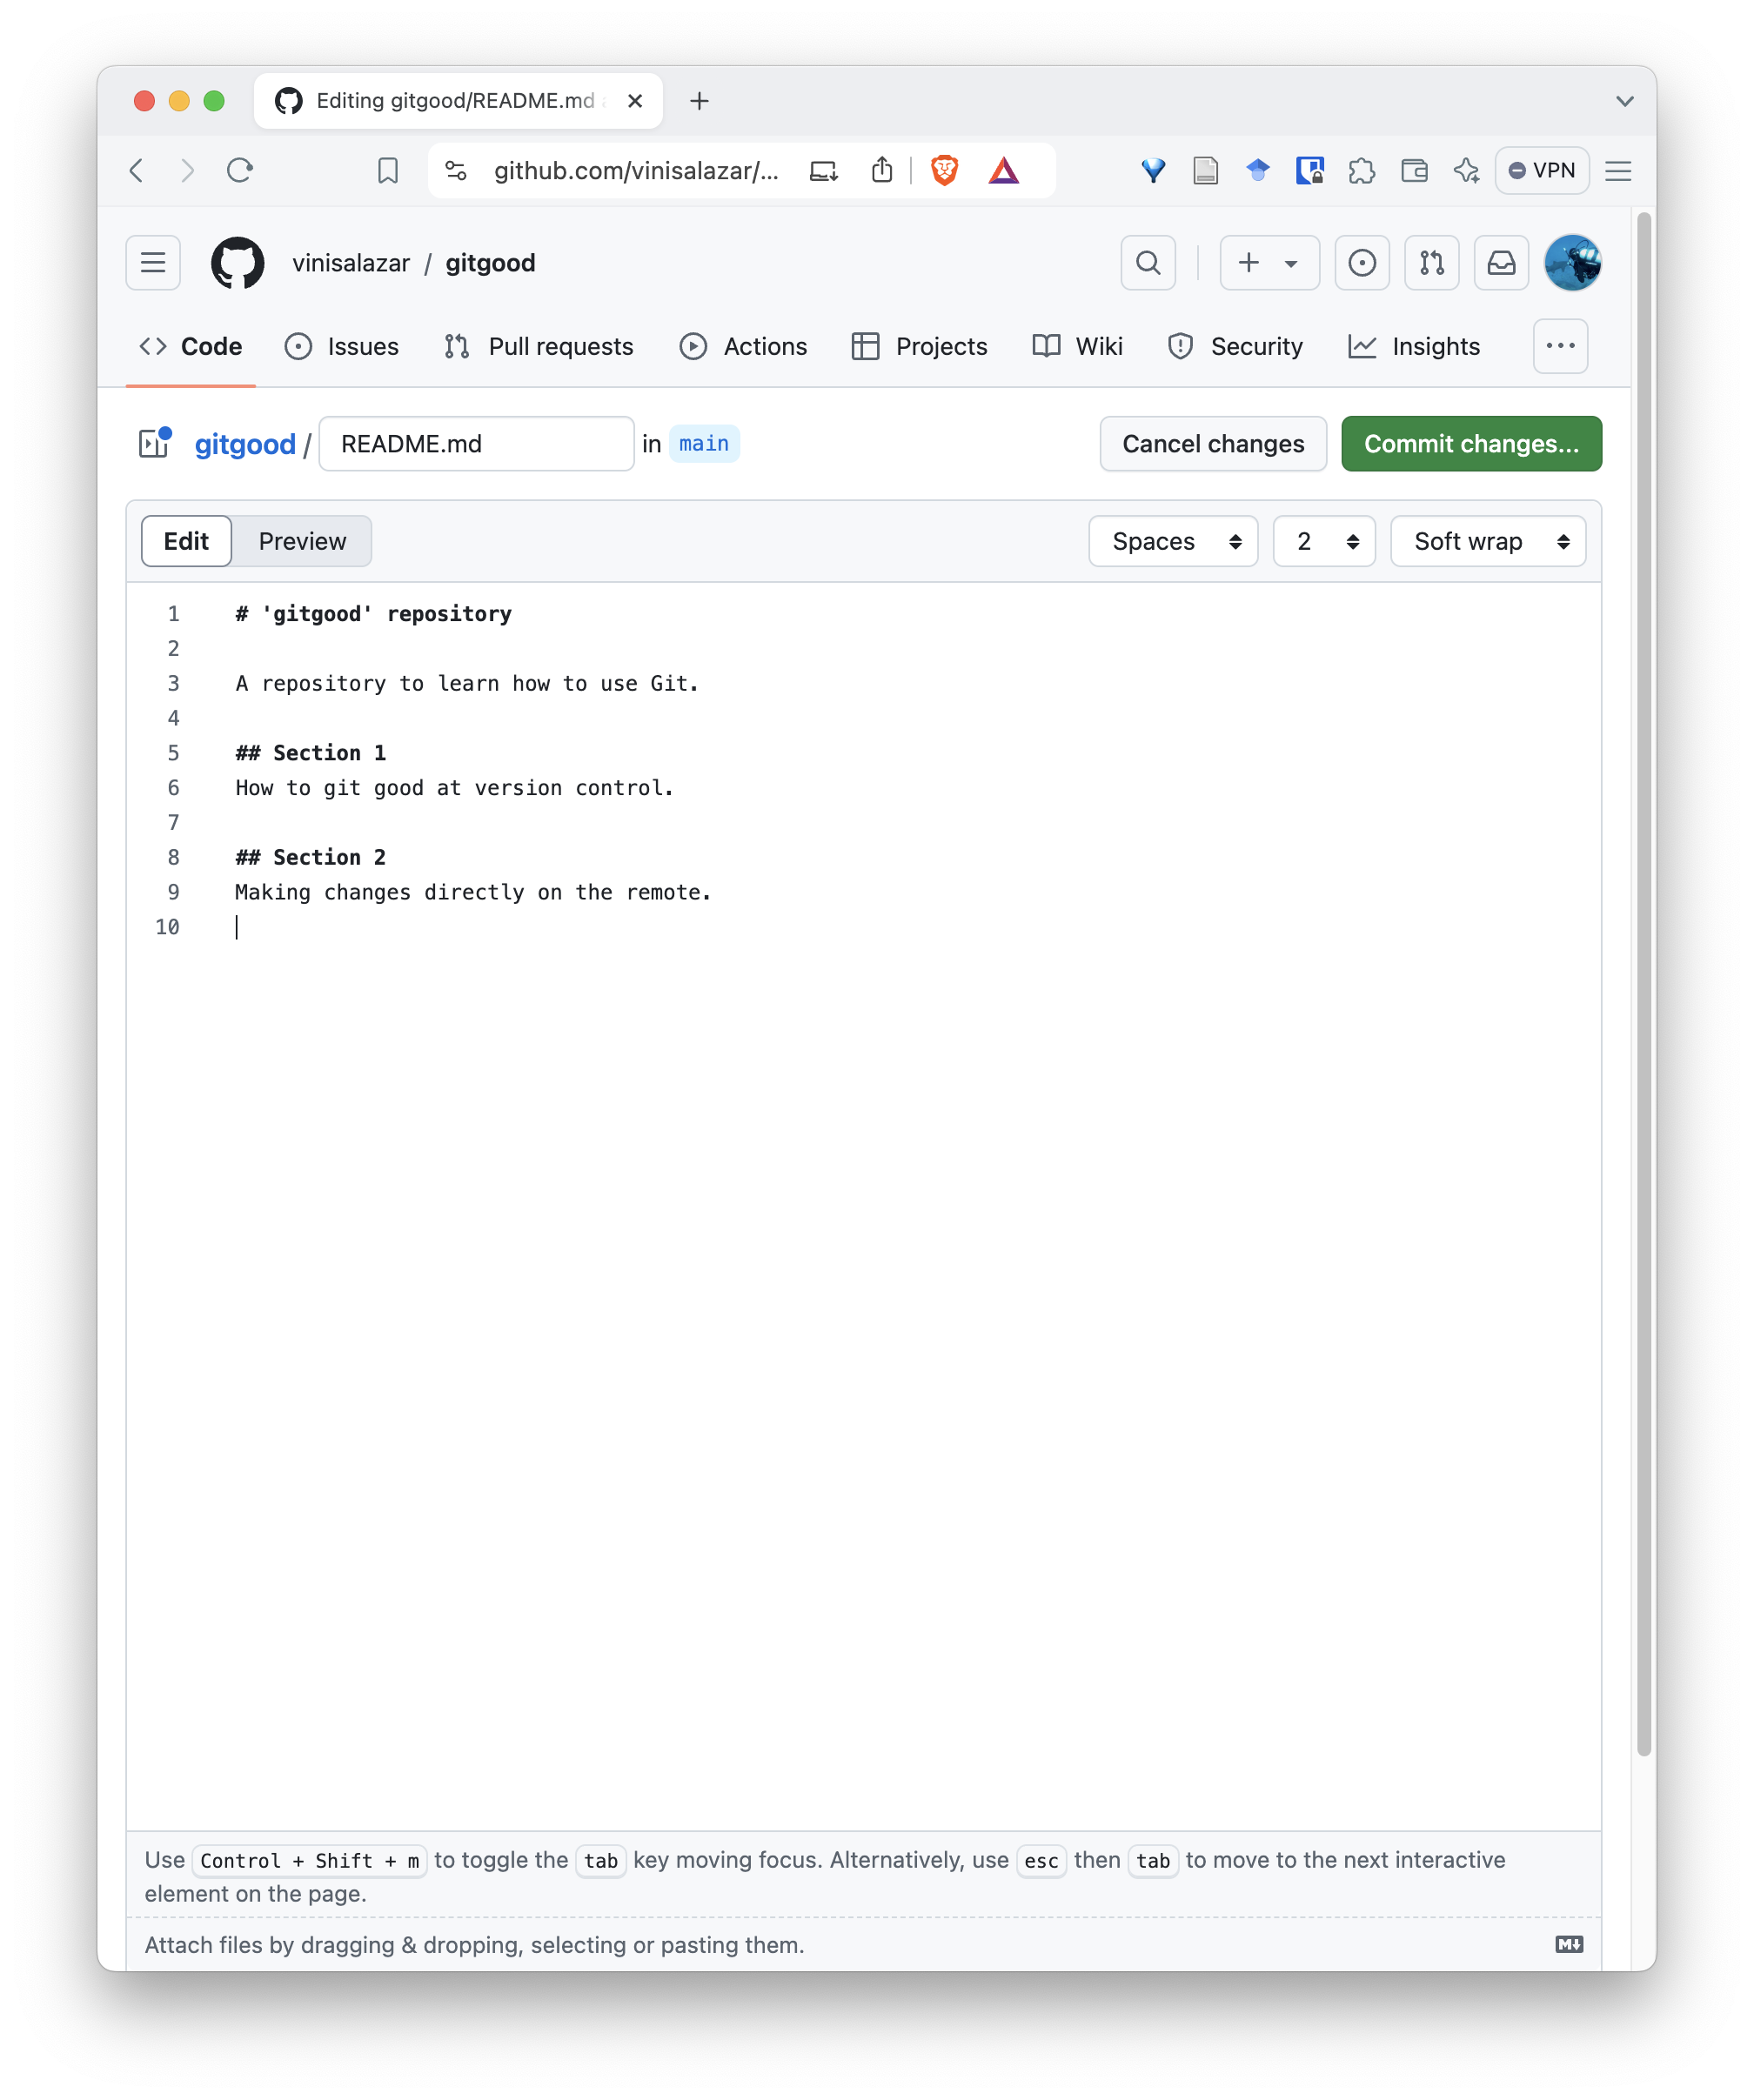 Editing gitgood/README.md
github.com/vinisalazar/...
VPN
vinisalazar / gitgood
Code Issues Pull requests Actions Projects Wiki Security Insights
gitgood / README.md in main Cancel changes Commit changes...
Edit Preview Spaces 2 Soft wrap
1 # 'gitgood' repository
2
3 A repository to learn how to use Git.
4
5 ## Section 1
6 How to git good at version control.
7
8 ## Section 2
9 Making changes directly on the remote.
10
Use Control + Shift + m to toggle the tab key moving focus. Alternatively, use esc then tab to move to the next interactive
element on the page.
Attach files by dragging & dropping, selecting or pasting them.